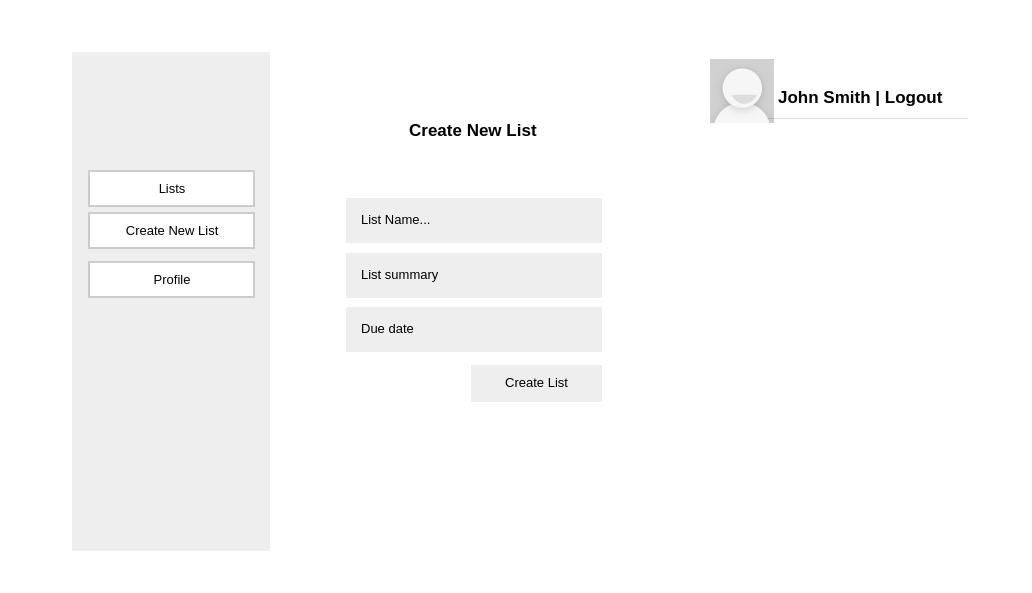 John Smith | Logout
Create New List
Lists
Create New List
Profile
List Name...
List summary
Due date
Create List